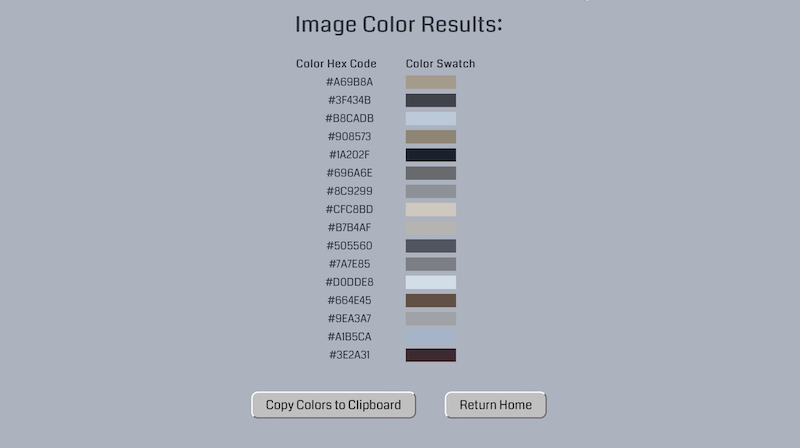 Image Color Results:
Color Hex Code Color Swatch
#A69B8A
#3F434B
#B8CADB
#908573
#1A202F
#696A6E
#8C9299
#CFC8BD
#B7B4AF
#505560
#7A7E85
#D0DDE8
#664E45
#9EA3A7
#A1B5CA
#3E2A31
Copy Colors to Clipboard Return Home